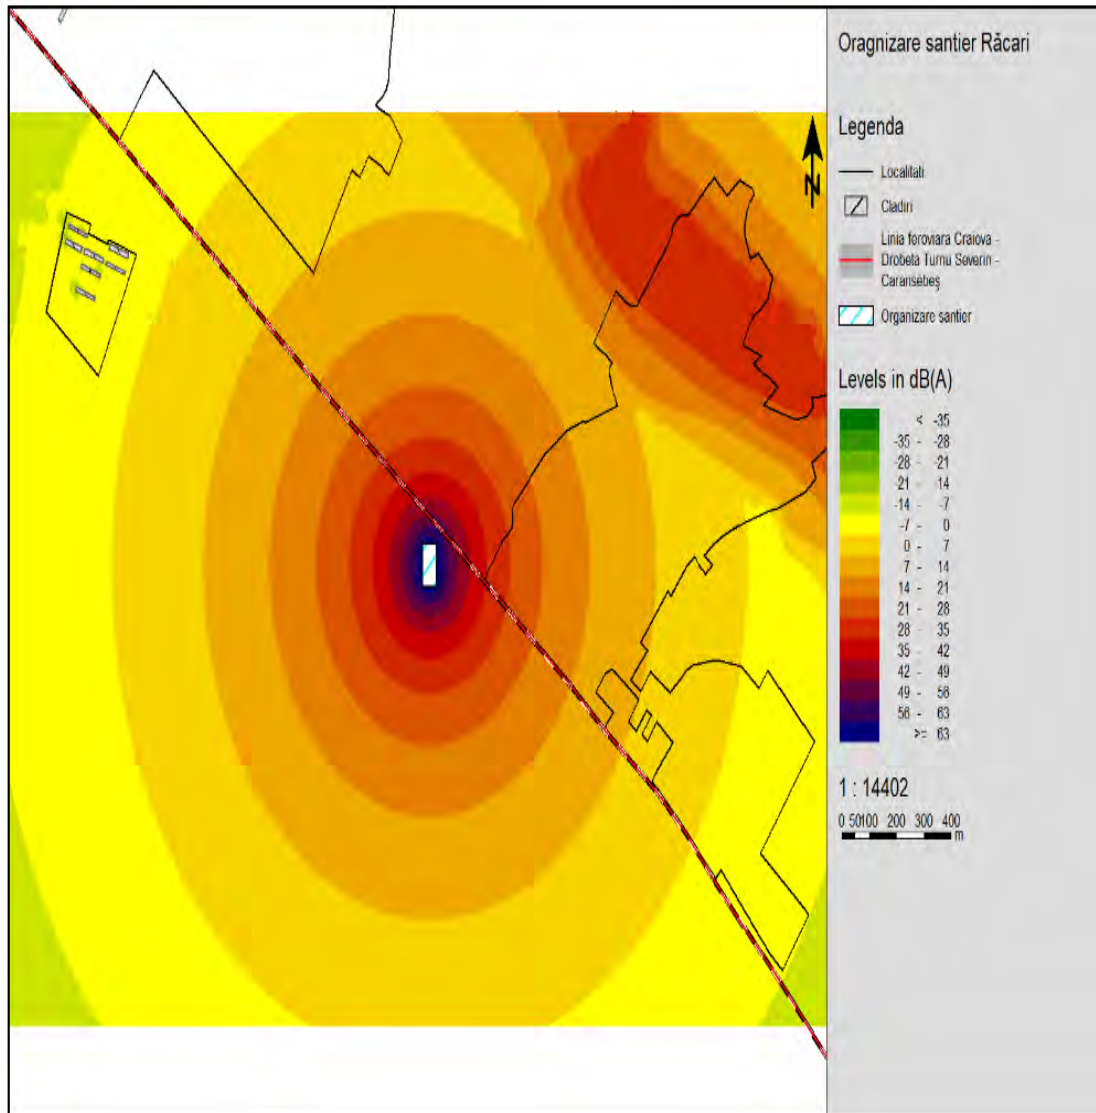 Oragnizare santier Răcari
Legenda
Localitati
Cladiri
Linia feroviara Craiova -
Drobeta Turnu Severin -
Caransebeş
Organizare santier
N
Levels in dB(A)
< -35
-35 - -28
-28 - -21
-21 - -14
-14 - -7
-7 - 0
0 - 7
7 - 14
14 - 21
21 - 28
28 - 35
35 - 42
42 - 49
49 - 56
56 - 63
>= 63
1 : 14402
0 50100 200 300 400
m